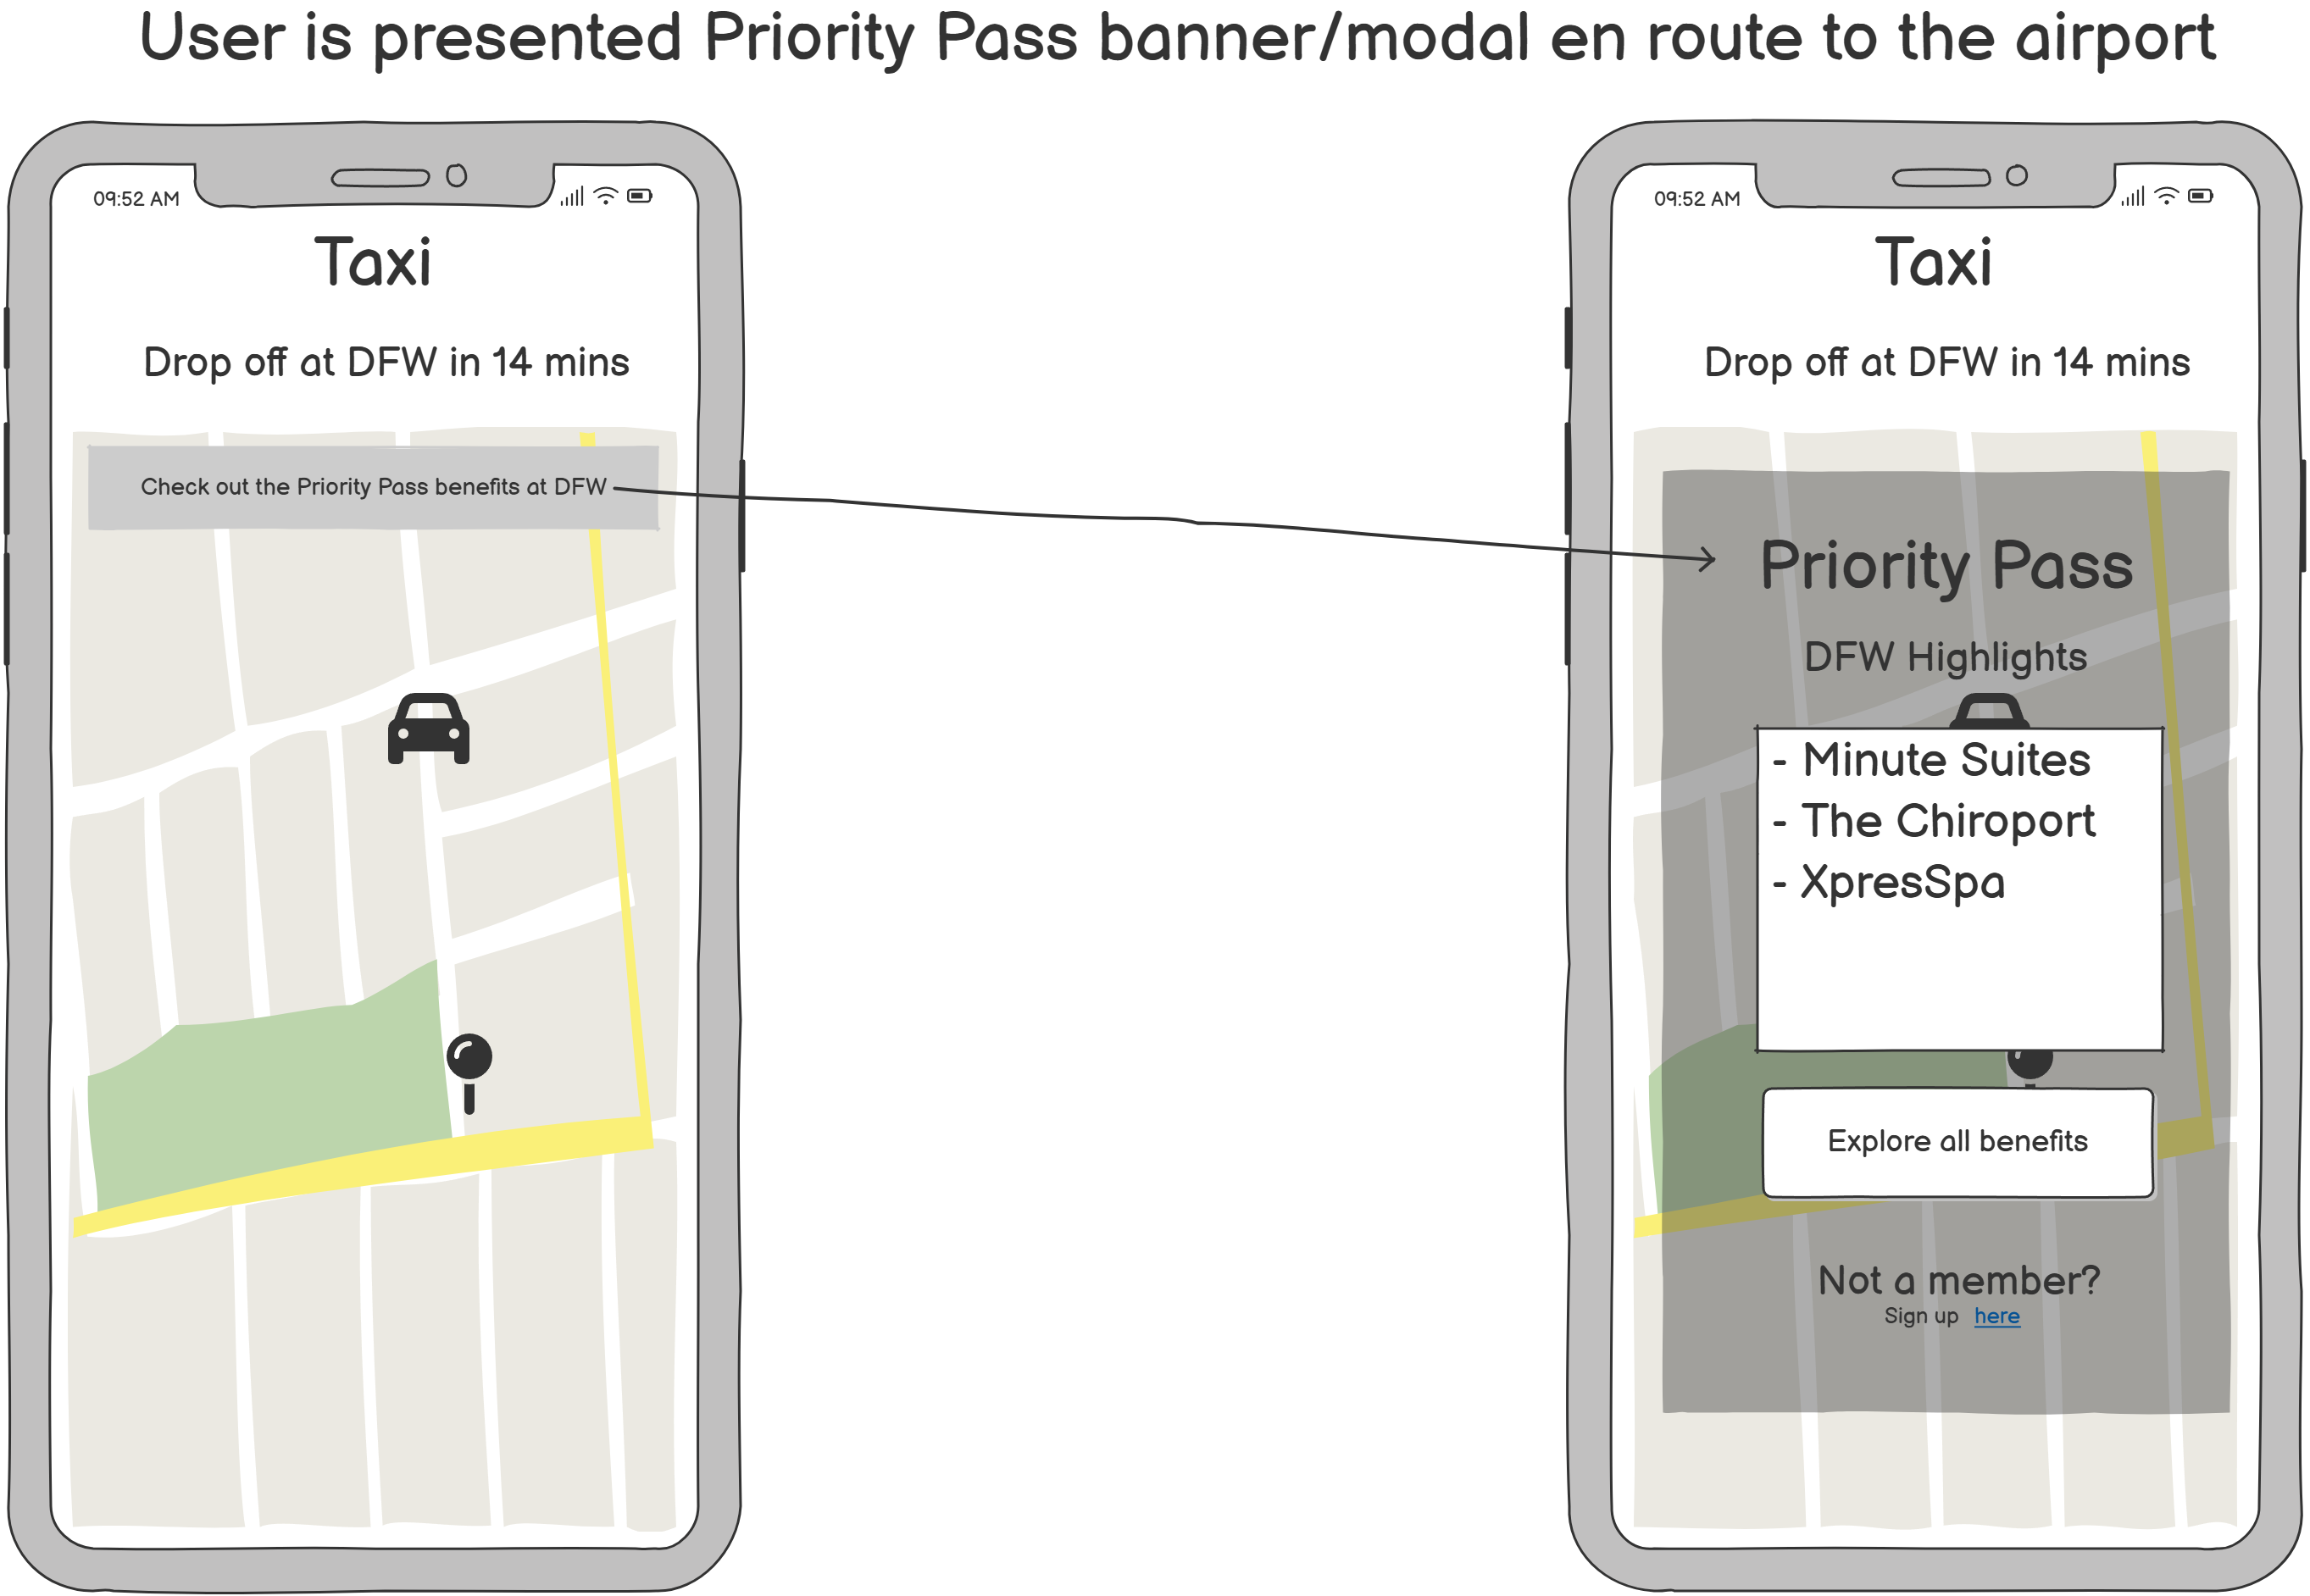 User is presented Priority Pass banner/modal en route to the airport
09:52 AM
Taxi
Drop off at DFW in 14 mins
Check out the Priority Pass benefits at DFW
09:52 AM
Taxi
Drop off at DFW in 14 mins
Priority Pass
DFW Highlights
- Minute Suites
- The Chiroport
- XpresSpa
Explore all benefits
Not a member?
Sign up here